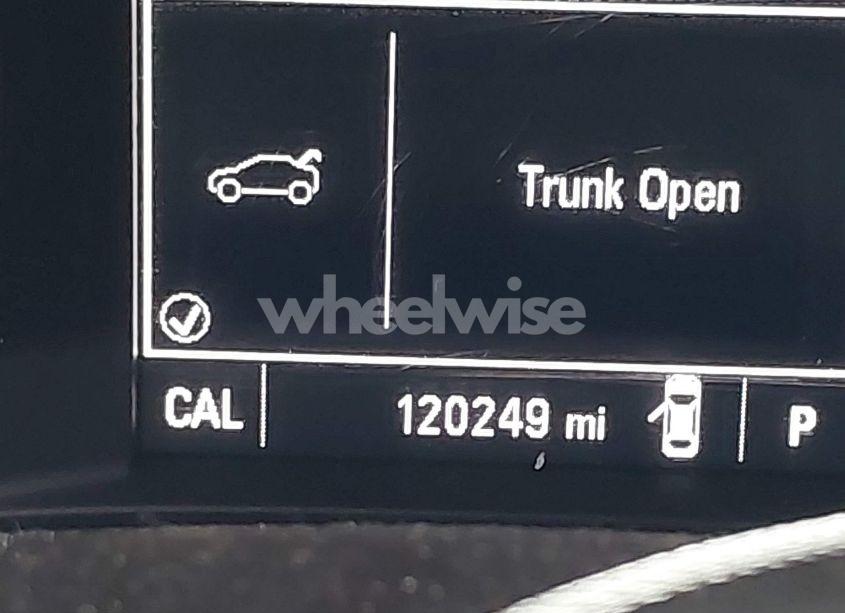 Trunk Open
wheelwise
CAL 120249 mi P